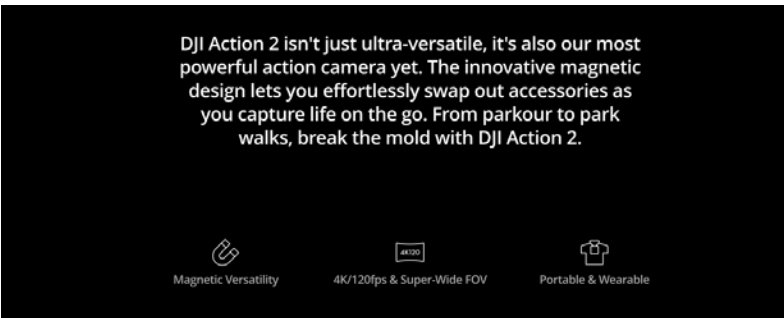 DJI Action 2 isn't just ultra-versatile, it's also our most
powerful action camera yet. The innovative magnetic
design lets you effortlessly swap out accessories as
you capture life on the go. From parkour to park
walks, break the mold with DJI Action 2.
4K120
Magnetic Versatility
4K/120fps & Super-Wide FOV
Portable & Wearable